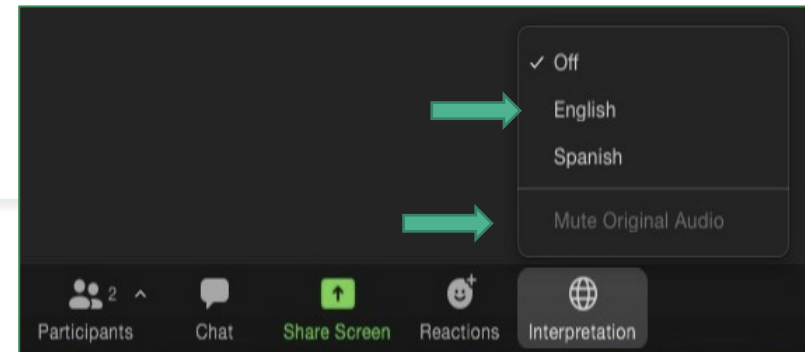 ✓ Off
English
Spanish
Mute Original Audio
2
Participants Chat Share Screen Reactions Interpretation